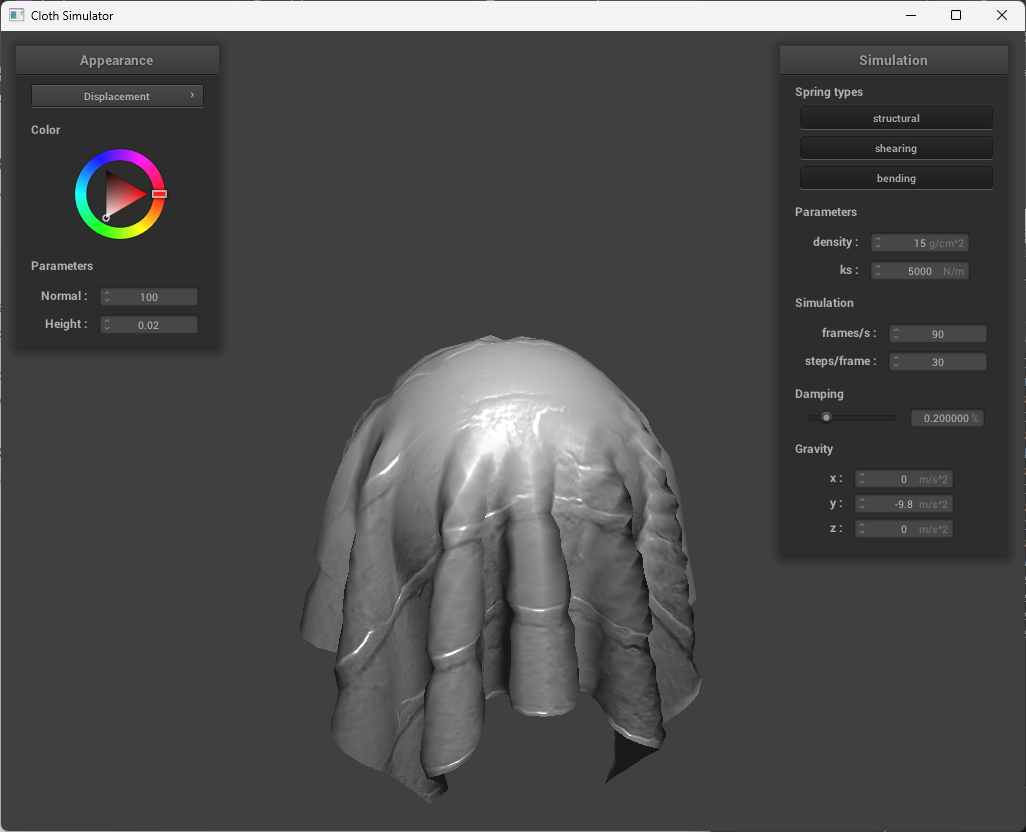 Cloth Simulator
Appearance
Displacement
Color
Parameters
Normal : 100
Height : 0.02
Simulation
Spring types
structural
shearing
bending
Parameters
density : 15 g/cm^2
ks : 5000 N/m
Simulation
frames/s : 90
steps/frame : 30
Damping
0.200000 %
Gravity
x : 0 m/s^2
y : -9.8 m/s^2
z : 0 m/s^2